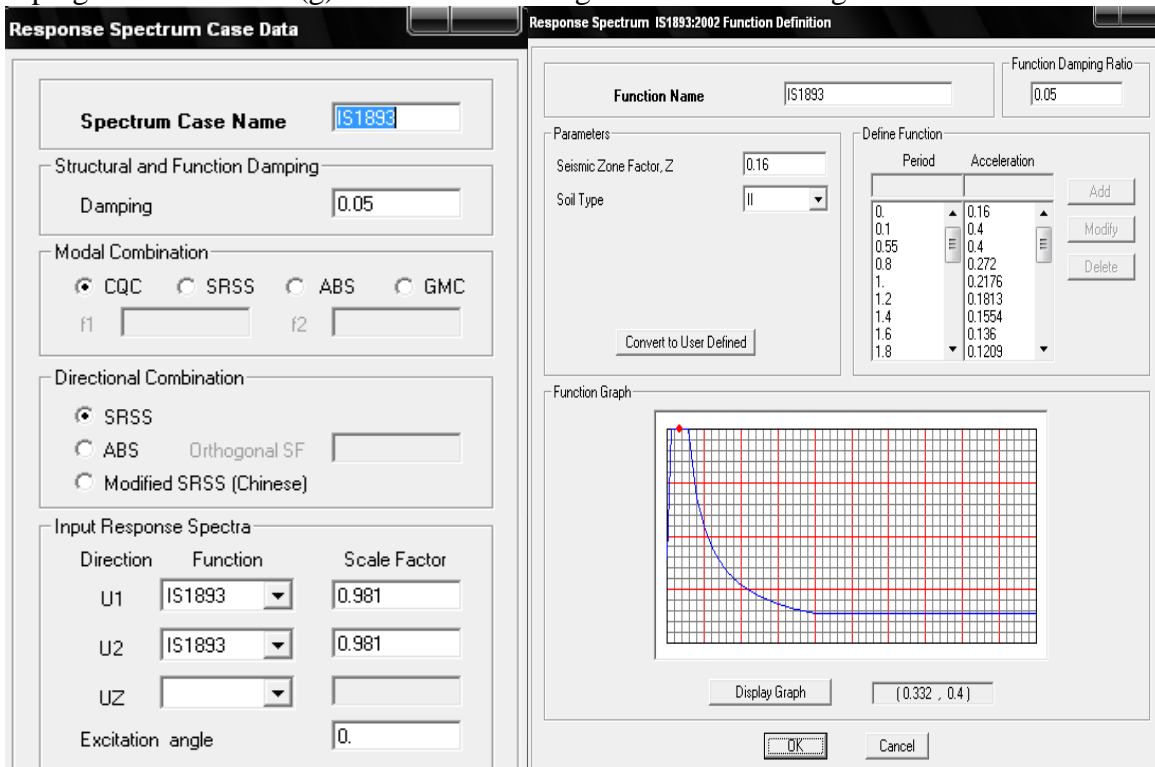 (g)
Response Spectrum Case Data
Spectrum Case Name IS1893
Structural and Function Damping
Damping 0.05
Modal Combination
CQC SRSS ABS GMC
f1 f2
Directional Combination
SRSS
ABS Orthogonal SF
Modified SRSS (Chinese)
Input Response Spectra
Direction Function Scale Factor
U1 IS1893 0.981
U2 IS1893 0.981
UZ
Excitation angle 0.
Response Spectrum IS1893:2002 Function Definition
Function Damping Ratio
Function Name IS1893 0.05
Parameters
Seismic Zone Factor, Z 0.16
Soil Type II
Convert to User Defined
Define Function
Period Acceleration
Add
Modify
Delete
0. 0.16
0.1 0.4
0.55 0.4
0.8 0.272
1. 0.2176
1.2 0.1813
1.4 0.1554
1.6 0.136
1.8 0.1209
Function Graph
Display Graph (0.332 , 0.4)
OK Cancel